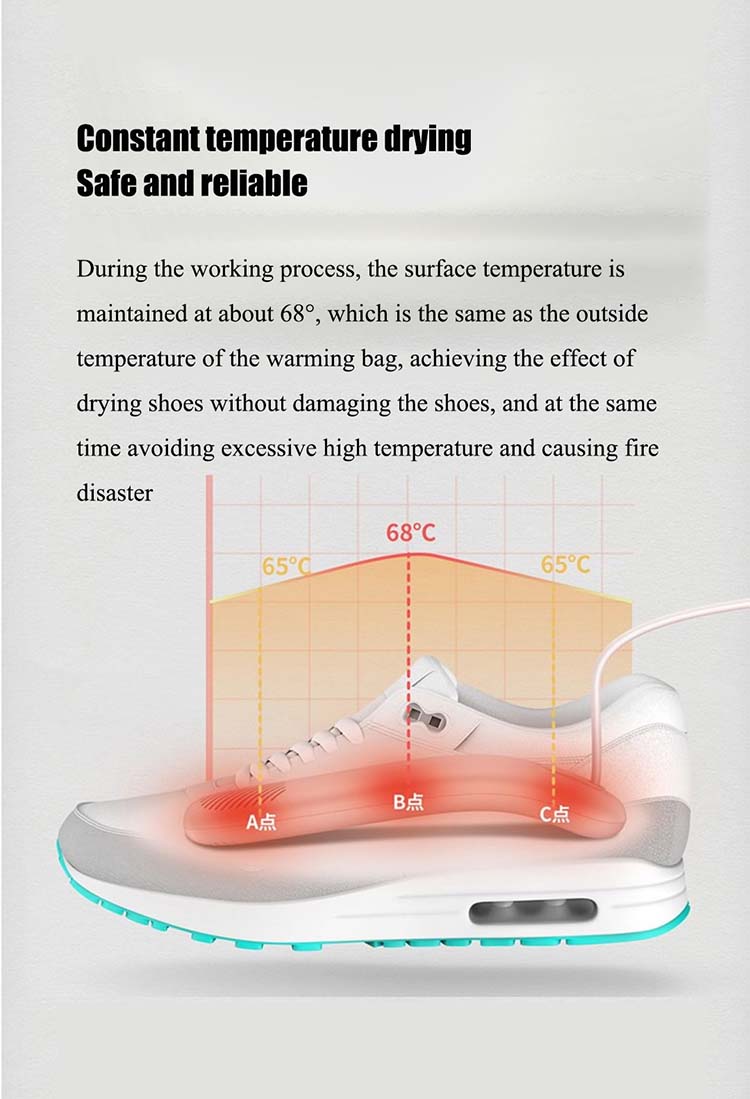 Constant temperature drying
Safe and reliable
During the working process, the surface temperature is
maintained at about 68°, which is the same as the outside
temperature of the warming bag, achieving the effect of
drying shoes without damaging the shoes, and at the same
time avoiding excessive high temperature and causing fire
disaster
68℃
65℃
65℃
A点
B点
C点